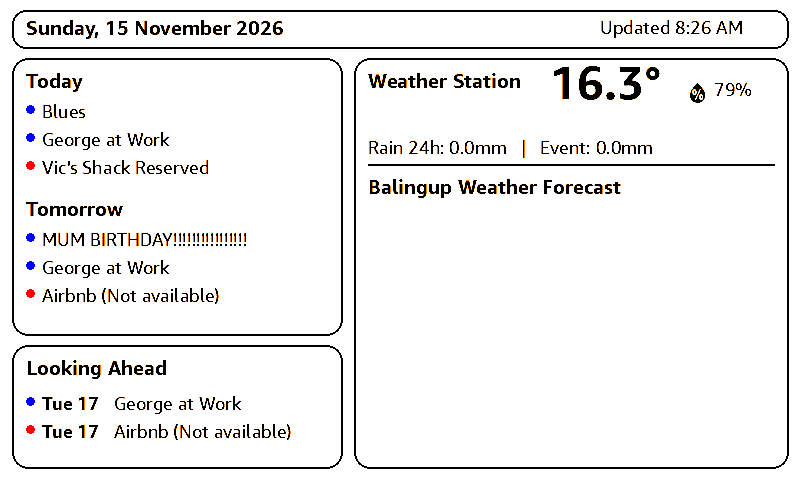 Sunday, 15 November 2026
Updated 8:26 AM
Today
Blues
George at Work
Vic's Shack Reserved
Tomorrow
MUM BIRTHDAY!!!!!!!!!!!!!!!!
George at Work
Airbnb (Not available)
Looking Ahead
Tue 17 George at Work
Tue 17 Airbnb (Not available)
Weather Station 16.3° 79%
Rain 24h: 0.0mm | Event: 0.0mm
Balingup Weather Forecast